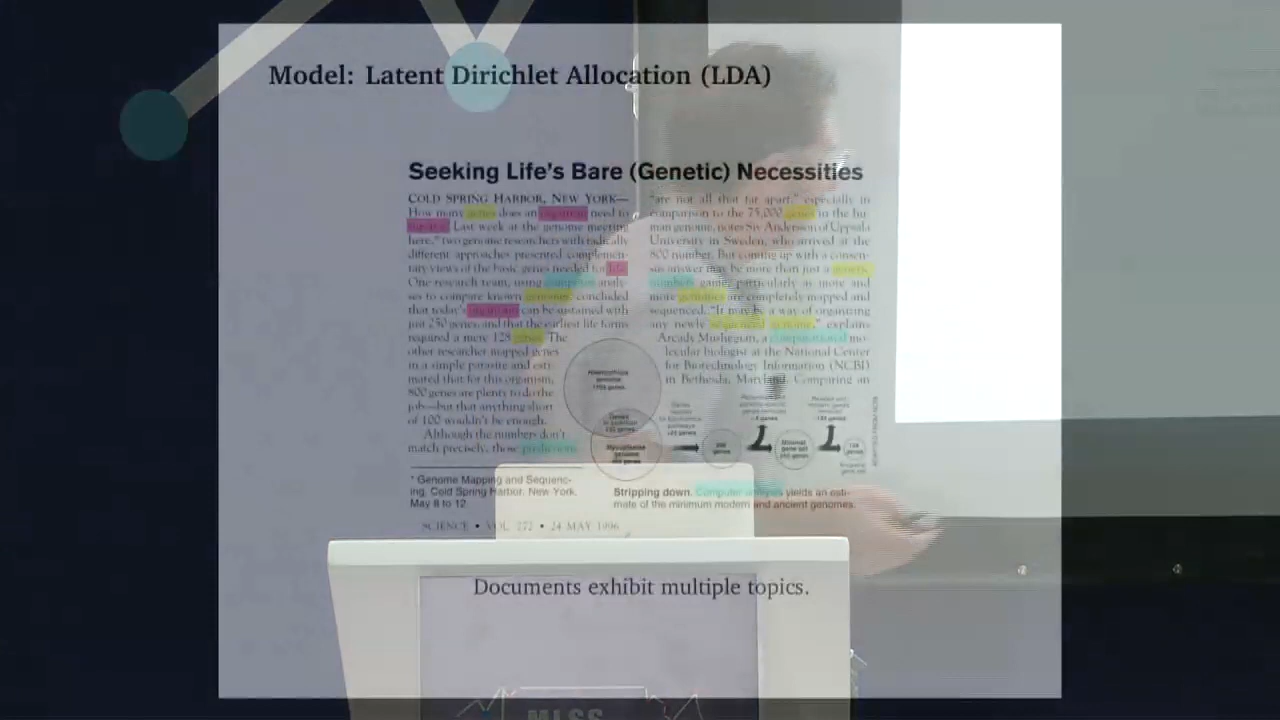 Model: Latent Dirichlet Allocation (LDA)
Seeking Life's Bare (Genetic) Necessities
COLD SPRING HARBOR, NEW YORK—
How many genes does an organism need to
survive? Last week at the genome meeting
here,* two genome researchers with radically
different approaches presented complemen-
tary views of the basic genes needed for life.
One research team, using computer analy-
ses to compare known genomes, concluded
that today's organisms can be sustained with
just 250 genes, and that the earliest life forms
required a mere 128 genes. The
other researcher mapped genes
in a simple parasite and esti-
mated that for this organism,
800 genes are plenty to do the
job—but that anything short
of 100 wouldn't be enough.
Although the numbers don't
match precisely, those predictions
* Genome Mapping and Sequenc-
ing, Cold Spring Harbor, New York,
May 8 to 12.
"are not all that far apart," especially in
comparison to the 75,000 genes in the hu-
man genome, notes Siv Andersson of Uppsala
University in Sweden, who arrived at the
800 number. But coming up with a consen-
sus answer may be more than just a genetic
numbers game, particularly as more and
more genomes are completely mapped and
sequenced. "It may be a way of organizing
any newly sequenced genome," explains
Arcady Mushegian, a computational mo-
lecular biologist at the National Center
for Biotechnology Information (NCBI)
in Bethesda, Maryland. Comparing an
Stripping down. Computer analysis yields an esti-
mate of the minimum modern and ancient genomes.
SCIENCE • VOL. 272 • 24 MAY 1996
Documents exhibit multiple topics.
MLSS